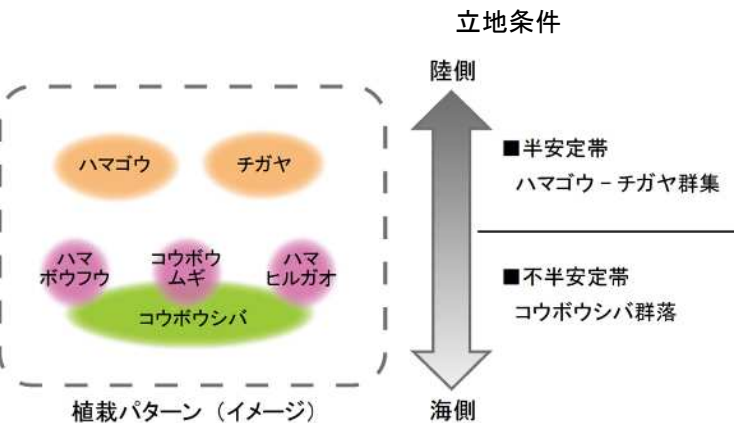 立地条件
陸側
ハマゴウ
チガヤ
■半安定帯
ハマゴウ－チガヤ群集
ハマ
ボウフウ
コウボウ
ムギ
ハマ
ヒルガオ
コウボウシバ
■不半安定帯
コウボウシバ群落
植栽パターン（イメージ）
海側